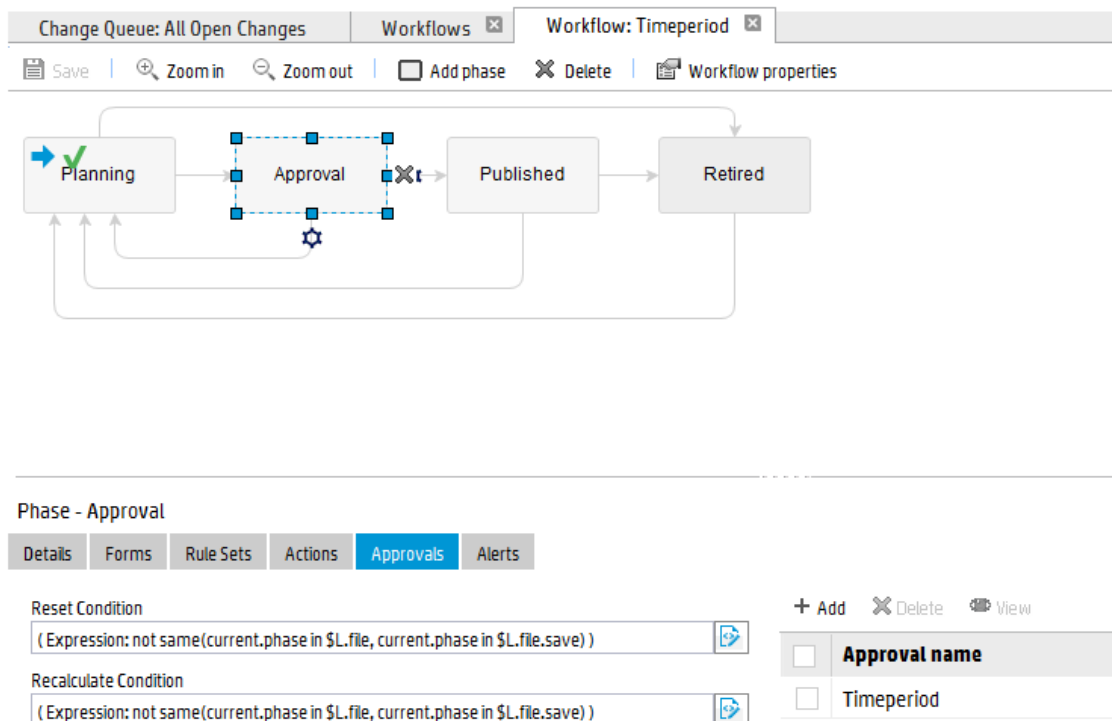 Change Queue: All Open Changes Workflows Workflow: Timeperiod
Save Zoom in Zoom out Add phase Delete Workflow properties
Planning Approval Published Retired
Phase - Approval
Details Forms Rule Sets Actions Approvals Alerts
Reset Condition
( Expression: not same(current.phase in $L.file, current.phase in $L.file.save) )
Recalculate Condition
( Expression: not same(current.phase in $L.file, current.phase in $L.file.save) )
Add Delete View
Approval name
Timeperiod